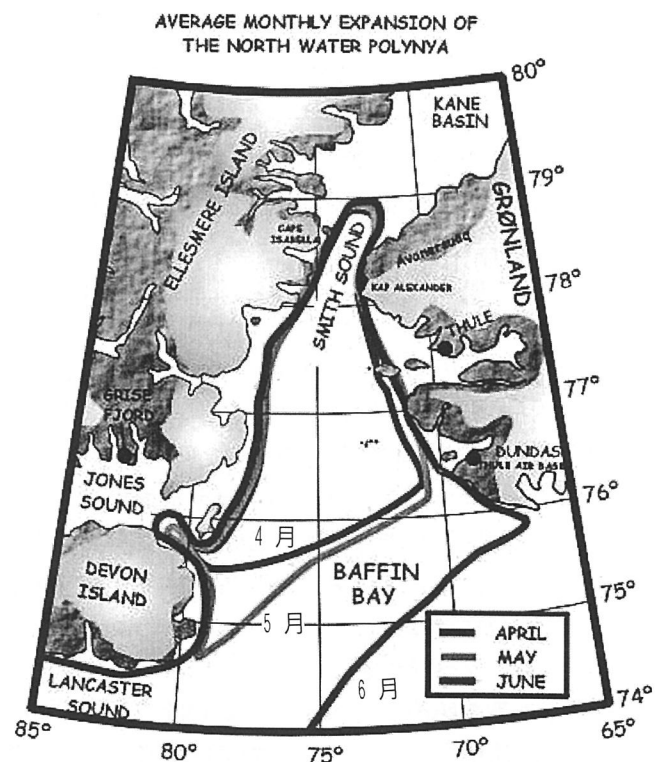 AVERAGE MONTHLY EXPANSION OF
THE NORTH WATER POLYNYA
80°
KANE
BASIN
79°
ELLESMERE ISLAND
GRØNLAND
CAPE
ISABELLA
SMITH SOUND
Avanersuaq
78°
KAP ALEXANDER
THULE
77°
GRISE
FJORD
DUNDAS
THULE AIR BASE
76°
JONES
SOUND
4 月
DEVON
ISLAND
BAFFIN
BAY
75°
5 月
APRIL
MAY
JUNE
6 月
LANCASTER
SOUND
74°
85°
80°
75°
70°
65°